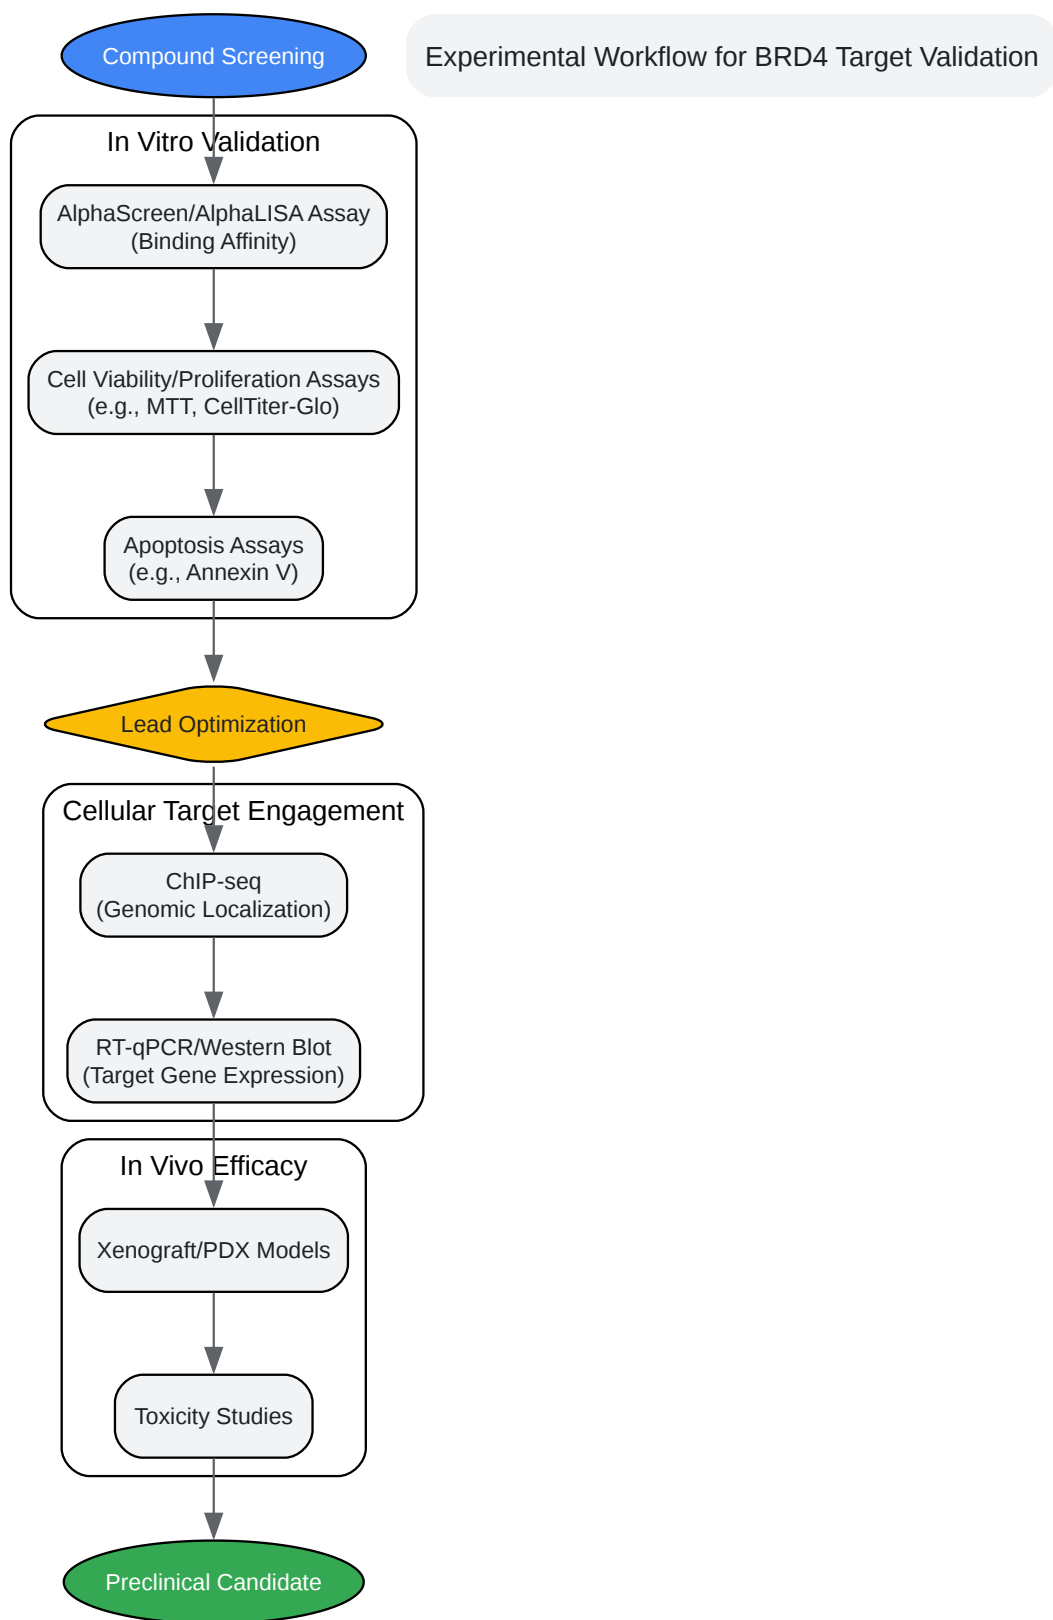 Compound Screening
Experimental Workflow for BRD4 Target Validation
In Vitro Validation
AlphaScreen/AlphaLISA Assay
(Binding Affinity)
Cell Viability/Proliferation Assays
(e.g., MTT, CellTiter-Glo)
Apoptosis Assays
(e.g., Annexin V)
Lead Optimization
Cellular Target Engagement
ChIP-seq
(Genomic Localization)
RT-qPCR/Western Blot
(Target Gene Expression)
In Vivo Efficacy
Xenograft/PDX Models
Toxicity Studies
Preclinical Candidate